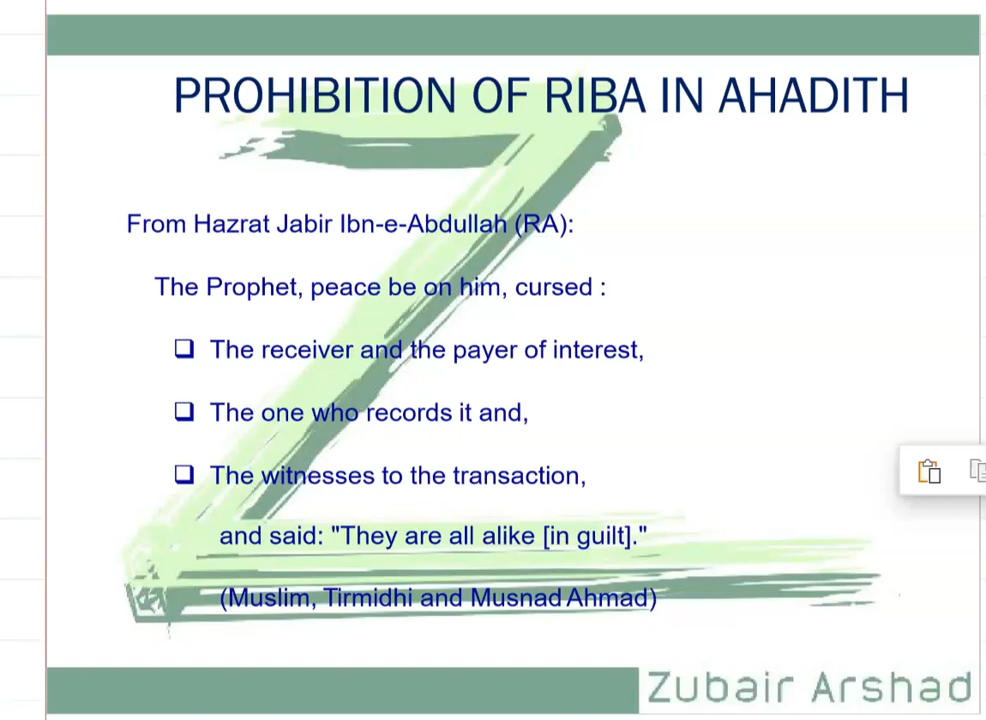 PROHIBITION OF RIBA IN AHADITH
From Hazrat Jabir Ibn-e-Abdullah (RA):
The Prophet, peace be on him, cursed :
❑ The receiver and the payer of interest,
❑ The one who records it and,
❑ The witnesses to the transaction,
and said: "They are all alike [in guilt]."
(Muslim, Tirmidhi and Musnad Ahmad)
Zubair Arshad